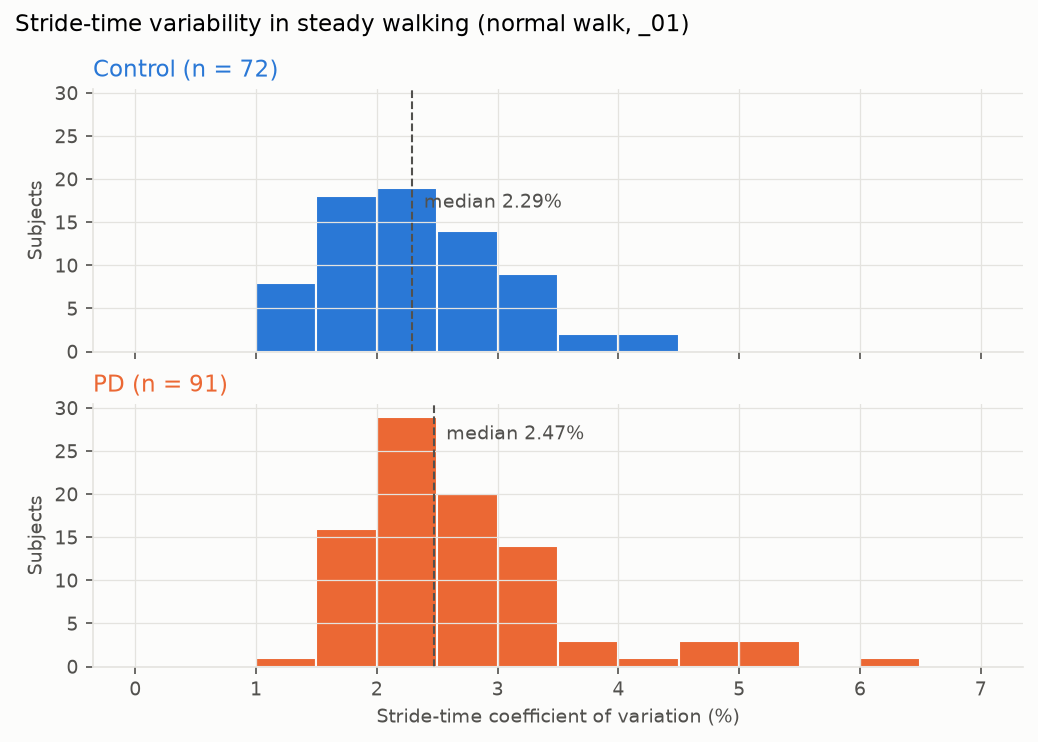 Stride-time variability in steady walking (normal walk, _01)
Control (n = 72)
30
25
20
15
10
5
0
Subjects
median 2.29%
PD (n = 91)
30
25
20
15
10
5
0
Subjects
median 2.47%
0 1 2 3 4 5 6 7
Stride-time coefficient of variation (%)